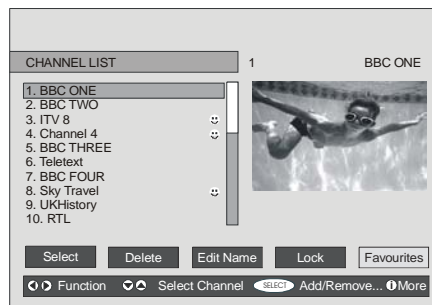 CHANNEL LIST 1 BBC ONE
1. BBC ONE
2. BBC TWO
3. ITV 8
4. Channel 4
5. BBC THREE
6. Teletext
7. BBC FOUR
8. Sky Travel
9. UKHistory
10. RTL
Select Delete Edit Name Lock Favourites
Function Select Channel SELECT Add/Remove... i More